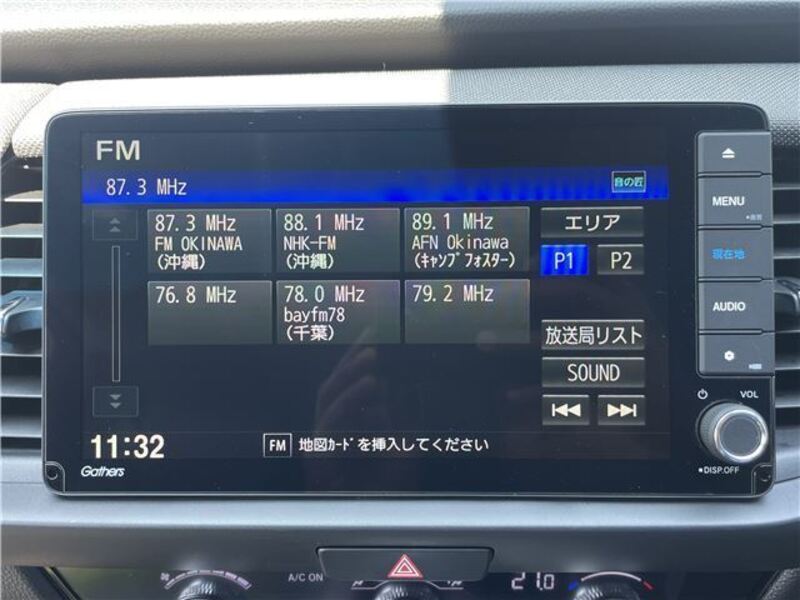 FM
87.3 MHz
音の匠
87.3 MHz
FM OKINAWA
(沖縄)
88.1 MHz
NHK-FM
(沖縄)
89.1 MHz
AFN Okinawa
(ｷｬﾝﾌﾟﾌｫｽﾀｰ)
エリア
P1
P2
76.8 MHz
78.0 MHz
bayfm78
(千葉)
79.2 MHz
放送局リスト
SOUND
11:32
FM 地図ｶｰﾄﾞを挿入してください
Gathers
MENU
現在地
AUDIO
VOL
DISP.OFF
A/C ON
21.0